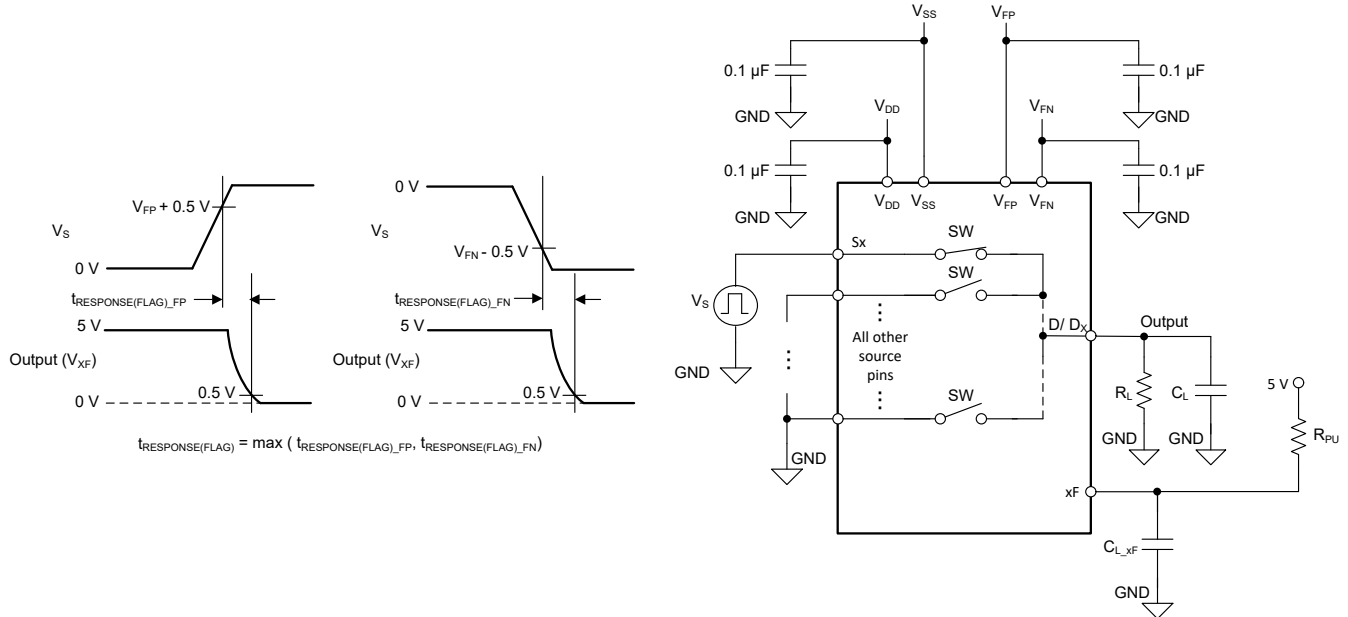 V_FP + 0.5 V
V_S
0 V
t_RESPONSE(FLAG)_FP
5 V
Output (V_XF)
0.5 V
0 V
0 V
V_S
V_FN - 0.5 V
t_RESPONSE(FLAG)_FN
5 V
Output (V_XF)
0.5 V
0 V
t_RESPONSE(FLAG) = max ( t_RESPONSE(FLAG)_FP, t_RESPONSE(FLAG)_FN)
V_SS
V_FP
0.1 µF
0.1 µF
GND
V_DD
V_FN
GND
0.1 µF
0.1 µF
GND
V_DD
V_SS
V_FP
V_FN
GND
Sx
SW
SW
V_S
GND
All other
source
pins
D/ D_X
Output
SW
GND
R_L
C_L
GND
GND
5 V
R_PU
xF
C_L_xF
GND